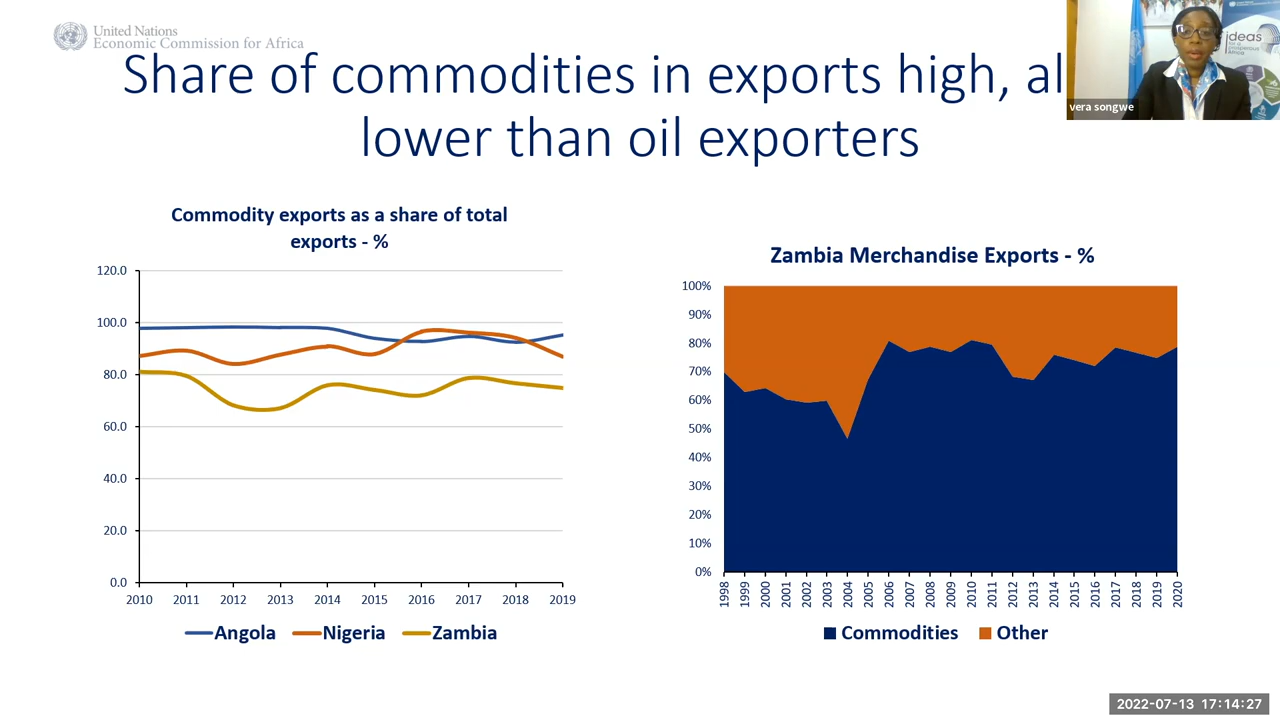 United Nations
Economic Commission for Africa
Share of commodities in exports high, al
lower than oil exporters
vera songwe
ideas
Commodity exports as a share of total
exports - %
120.0
100.0
80.0
60.0
40.0
20.0
0.0
2010 2011 2012 2013 2014 2015 2016 2017 2018 2019
Angola Nigeria Zambia
Zambia Merchandise Exports - %
100%
90%
80%
70%
60%
50%
40%
30%
20%
10%
0%
1998 1999 2000 2001 2002 2003 2004 2005 2006 2007 2008 2009 2010 2011 2012 2013 2014 2015 2016 2017 2018 2019 2020
Commodities Other
2022-07-13 17:14:27